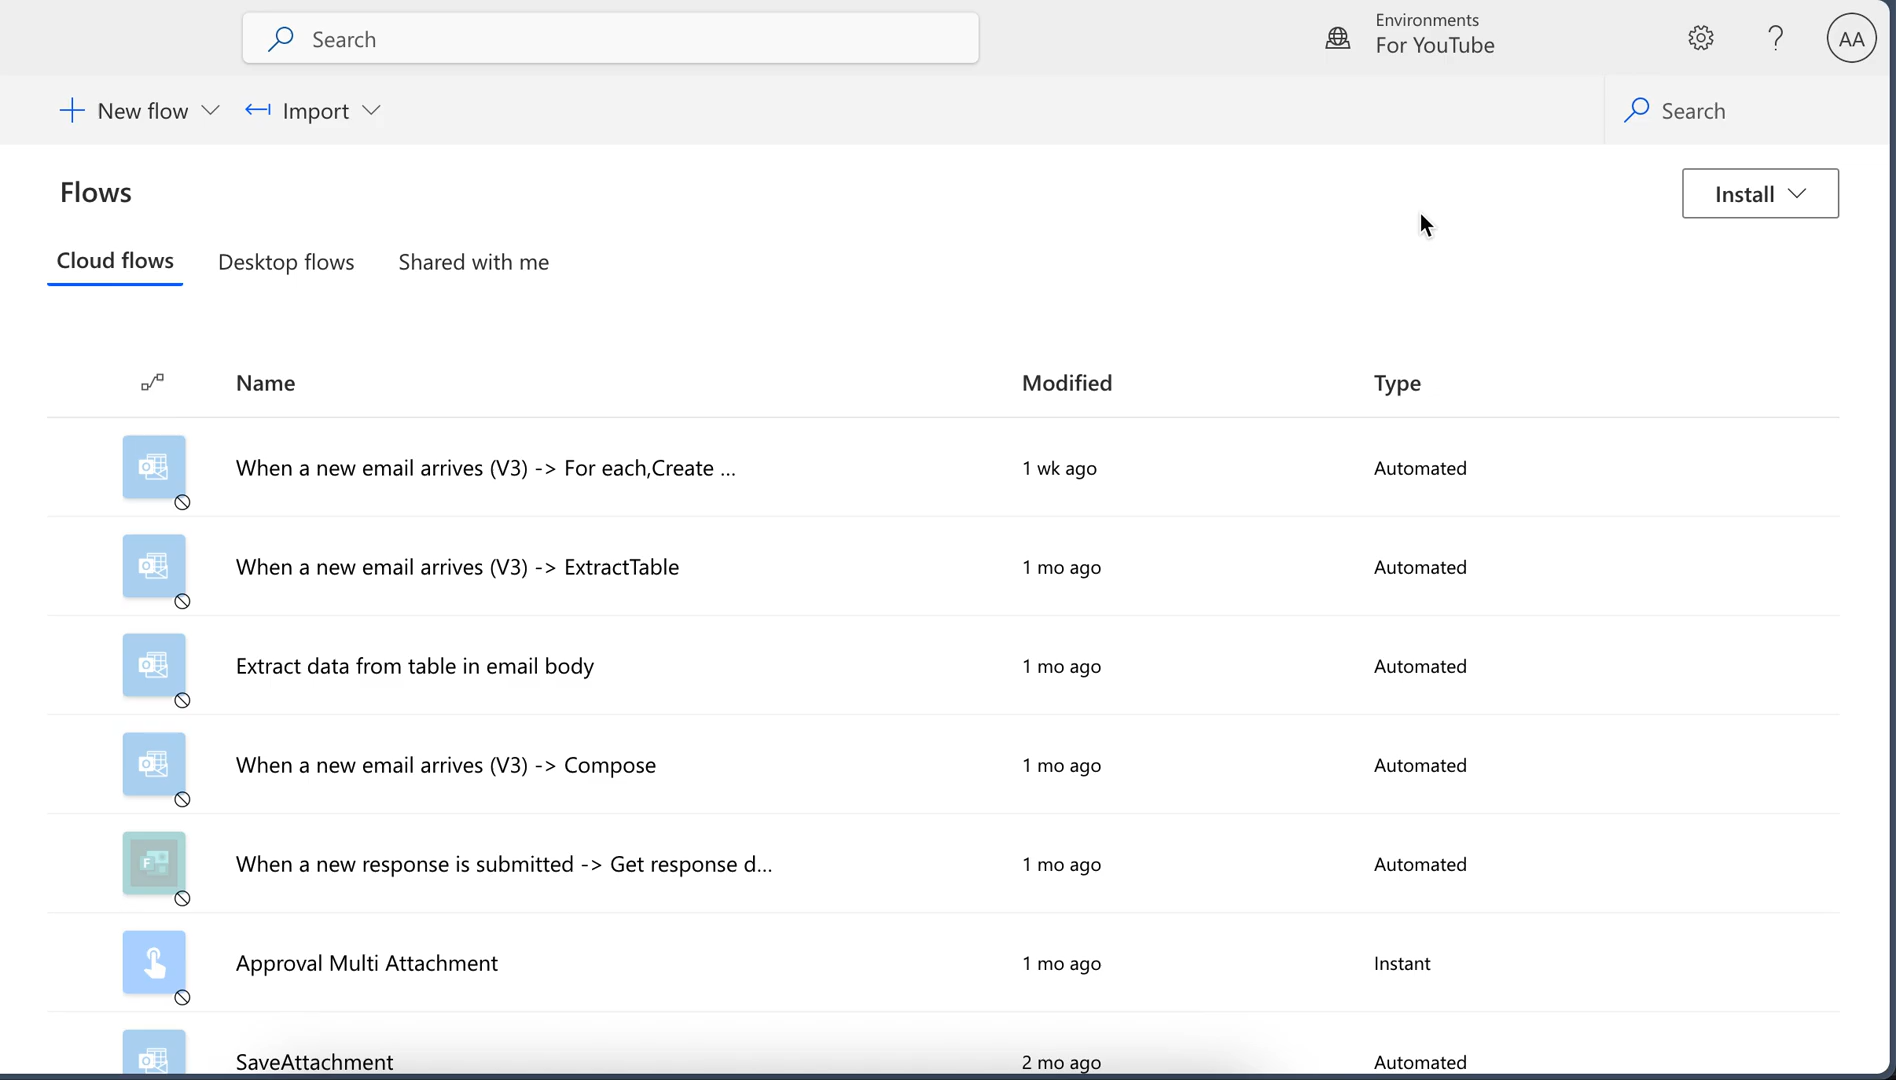 Search
Environments
For YouTube
?
AA
New flow
Import
Search
Flows
Install
Cloud flows
Desktop flows
Shared with me
Name
Modified
Type
When a new email arrives (V3) -> For each,Create ...
1 wk ago
Automated
When a new email arrives (V3) -> ExtractTable
1 mo ago
Automated
Extract data from table in email body
1 mo ago
Automated
When a new email arrives (V3) -> Compose
1 mo ago
Automated
When a new response is submitted -> Get response d...
1 mo ago
Automated
Approval Multi Attachment
1 mo ago
Instant
SaveAttachment
2 mo ago
Automated